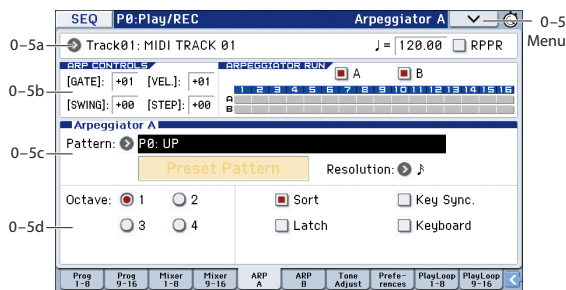 SEQ P0:Play/REC Arpeggiator A 0–5 Menu
0–5a Track01: MIDI TRACK 01 ♩= 120.00 RPPR
ARP CONTROLS ARPEGGIATOR RUN A B
0–5b [GATE]: +01 [VEL.]: +01
1 2 3 4 5 6 7 8 9 10 11 12 13 14 15 16
A
[SWING]: +00 [STEP]: +00
B
Arpeggiator A
0–5c Pattern: P0: UP
Preset Pattern Resolution: ♪
Octave: 1 2 Sort Key Sync.
0–5d 3 4 Latch Keyboard
Prog 1-8 Prog 9-16 Mixer 1-8 Mixer 9-16 ARP A ARP B Tone Adjust Prefe-rences PlayLoop 1-8 PlayLoop 9-16